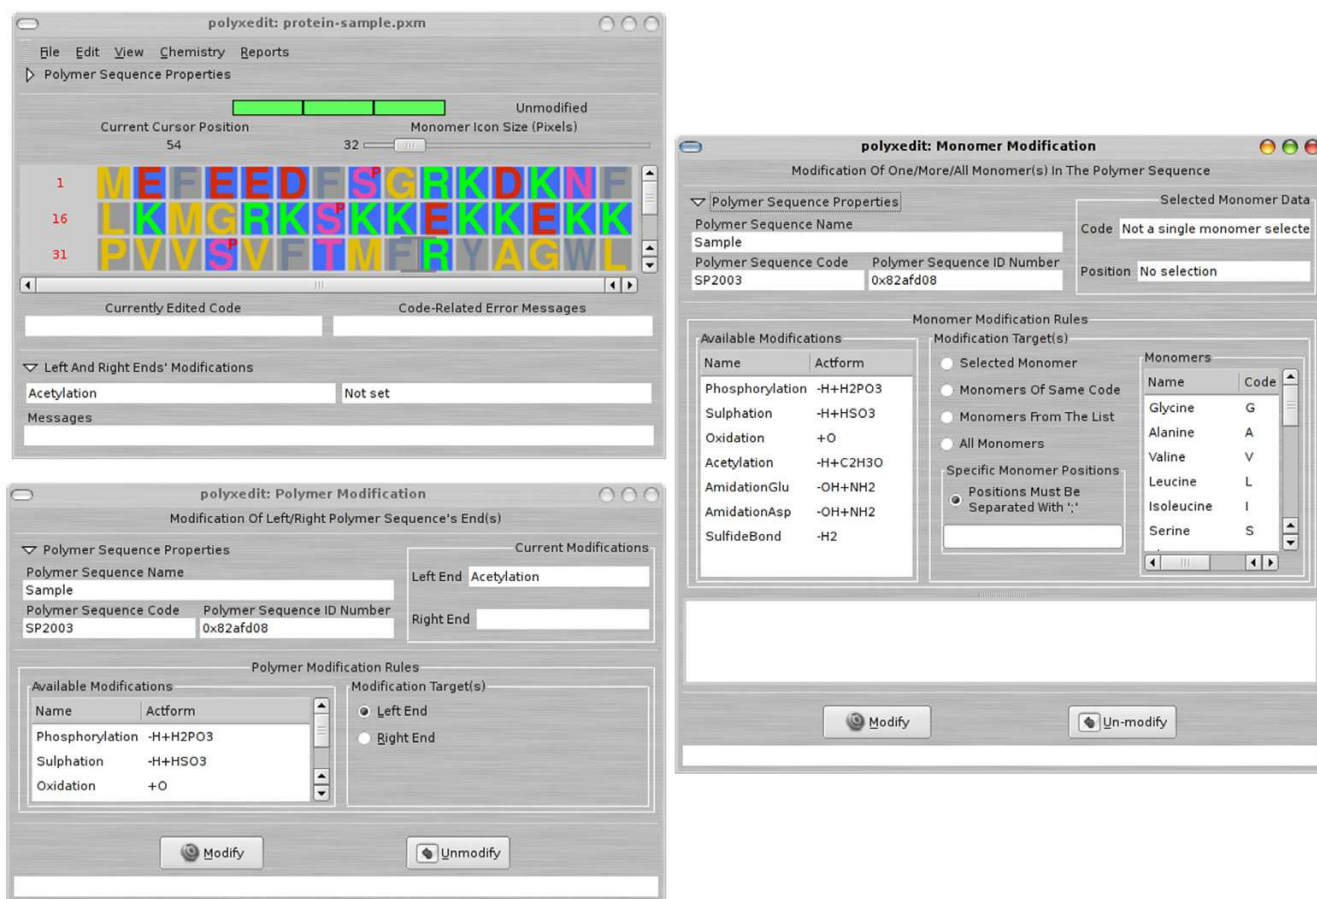 polyxedit: protein-sample.pxm
File Edit View Chemistry Reports
Polymer Sequence Properties
Unmodified
Current Cursor Position
Monomer Icon Size (Pixels)
54
32
1 M E F E E D F S P G R K D K N F
16 L K M G R K S P K K E K K E K K
31 P V V S P V F T M F R Y A G W L
Currently Edited Code
Code-Related Error Messages
Left And Right Ends' Modifications
Acetylation
Not set
Messages
polyxedit: Polymer Modification
Modification Of Left/Right Polymer Sequence's End(s)
Polymer Sequence Properties
Polymer Sequence Name
Sample
Polymer Sequence Code
Polymer Sequence ID Number
SP2003
0x82afd08
Current Modifications
Left End Acetylation
Right End
Polymer Modification Rules
Available Modifications
Name Actform
Phosphorylation -H+H2PO3
Sulphation -H+HSO3
Oxidation +O
Modification Target(s)
Left End
Right End
Modify
Unmodify
polyxedit: Monomer Modification
Modification Of One/More/All Monomer(s) In The Polymer Sequence
Polymer Sequence Properties
Polymer Sequence Name
Sample
Polymer Sequence Code
Polymer Sequence ID Number
SP2003
0x82afd08
Selected Monomer Data
Code Not a single monomer selecte
Position No selection
Monomer Modification Rules
Available Modifications
Name Actform
Phosphorylation -H+H2PO3
Sulphation -H+HSO3
Oxidation +O
Acetylation -H+C2H3O
AmidationGlu -OH+NH2
AmidationAsp -OH+NH2
SulfideBond -H2
Modification Target(s)
Selected Monomer
Monomers Of Same Code
Monomers From The List
All Monomers
Specific Monomer Positions
Positions Must Be
Separated With ';'
Monomers
Name Code
Glycine G
Alanine A
Valine V
Leucine L
Isoleucine I
Serine S
Modify
Un-modify